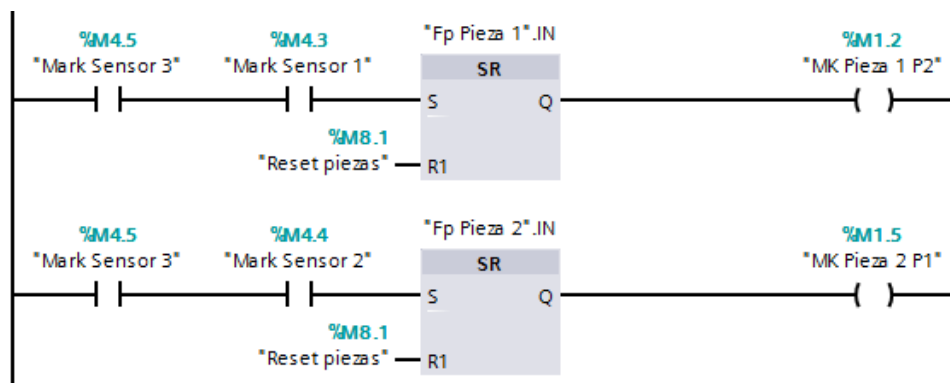 %M4.5 %M4.3 "Fp Pieza 1".IN %M1.2
"Mark Sensor 3" "Mark Sensor 1" SR "MK Pieza 1 P2"
S Q
%M8.1
"Reset piezas" R1
%M4.5 %M4.4 "Fp Pieza 2".IN %M1.5
"Mark Sensor 3" "Mark Sensor 2" SR "MK Pieza 2 P1"
S Q
%M8.1
"Reset piezas" R1